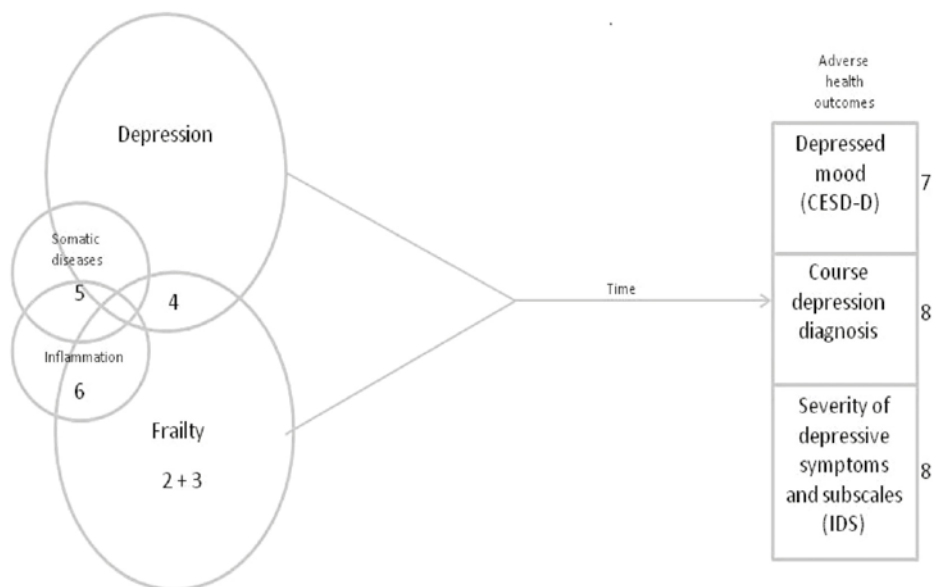 Depression
Somatic
diseases
5
4
Inflammation
6
Frailty
2 + 3
Time
Adverse
health
outcomes
Depressed
mood
(CESD-D)
7
Course
depression
diagnosis
8
Severity of
depressive
symptoms
and subscales
(IDS)
8